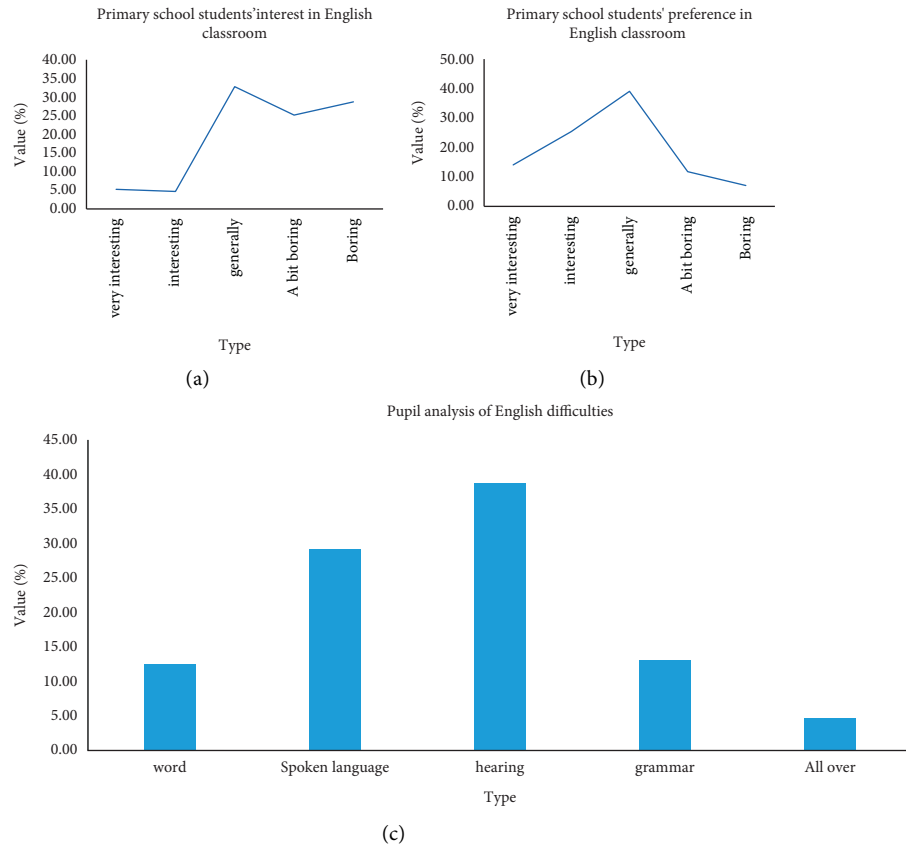 Primary school students'interest in English
classroom
40.00
35.00
30.00
25.00
20.00
15.00
10.00
5.00
0.00
Value (%)
very interesting
interesting
generally
A bit boring
Boring
Type
(a)
Primary school students' preference in
English classroom
50.00
40.00
30.00
20.00
10.00
0.00
Value (%)
very interesting
interesting
generally
A bit boring
Boring
Type
(b)
Pupil analysis of English difficulties
45.00
40.00
35.00
30.00
25.00
20.00
15.00
10.00
5.00
0.00
Value (%)
word
Spoken language
hearing
grammar
All over
Type
(c)